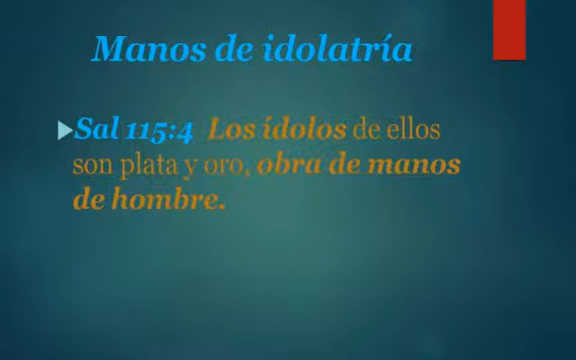 Manos de idolatría
Sal 115:4 Los ídolos de ellos
son plata y oro, obra de manos
de hombre.